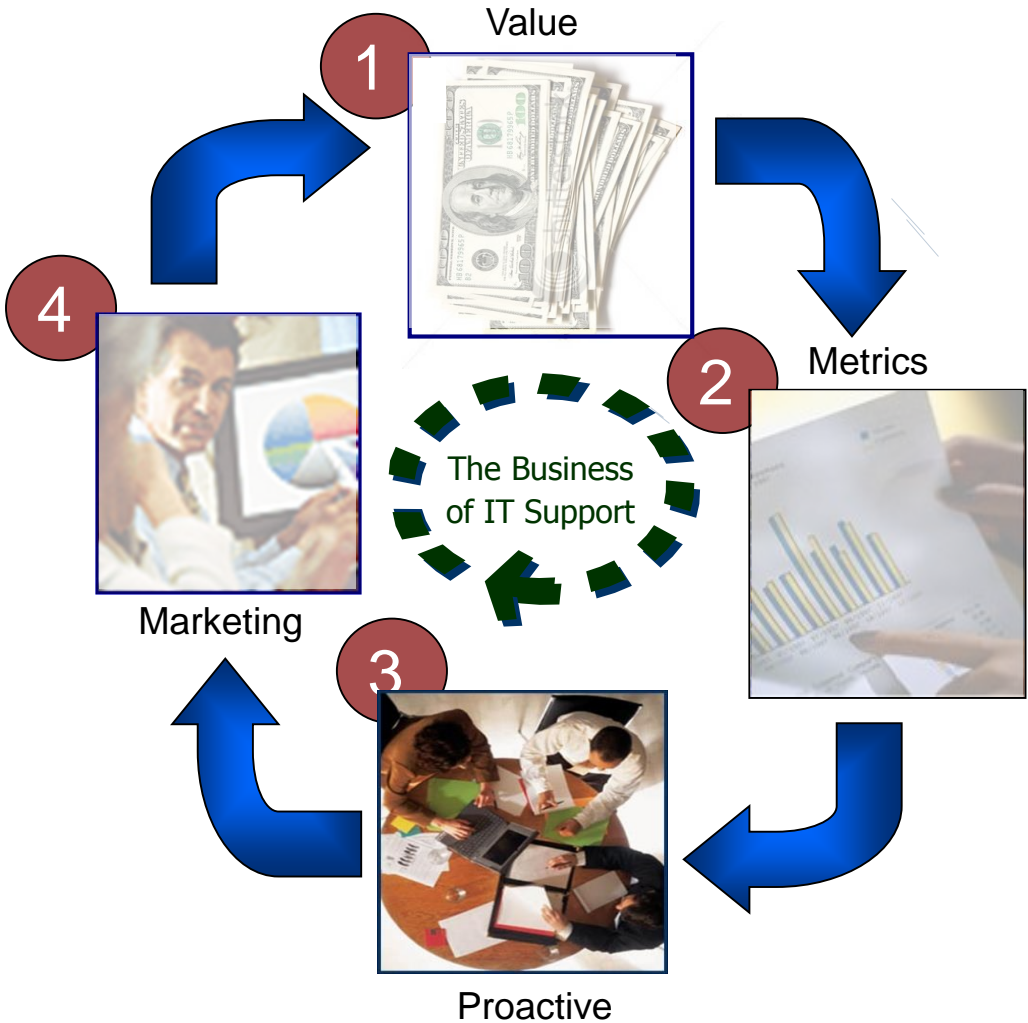 Value
1
2
Metrics
4
The Business
of IT Support
Marketing
3
Proactive